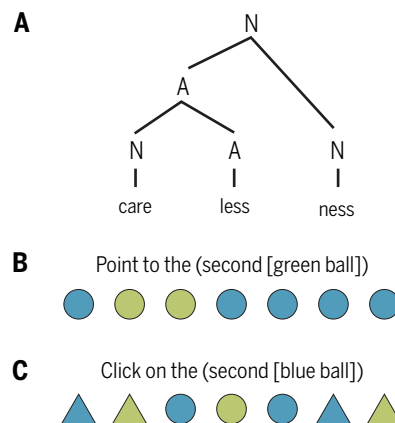 A
N
A
N A N
care less ness
B
Point to the (second [green ball])
C
Click on the (second [blue ball])